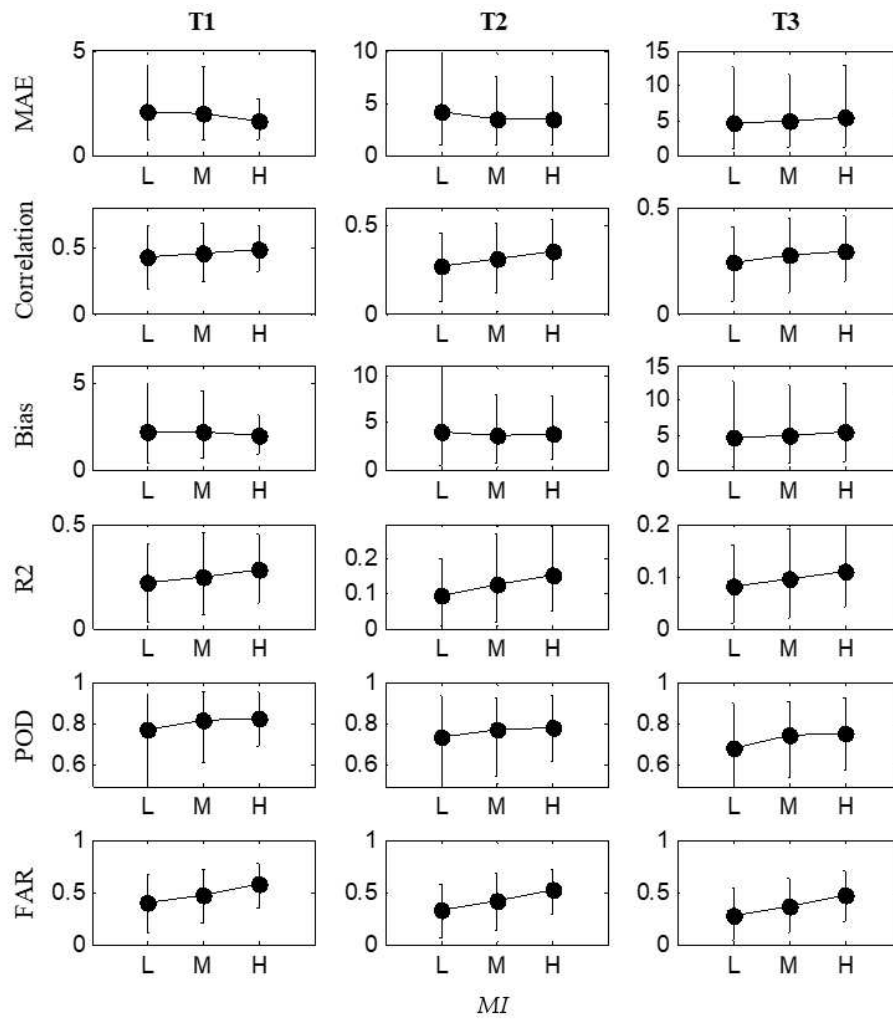 T1 T2 T3
MAE
5 10 15
10
5 5
0 0 0
L M H L M H L M H
Correlation
0.5 0.5 0.5
0 0 0
L M H L M H L M H
Bias
5 10 15
10
5 5
0 0 0
L M H L M H L M H
R2
0.5 0.2 0.2
0.1 0.1
0 0 0
L M H L M H L M H
POD
1 1 1
0.8 0.8 0.8
0.6 0.6 0.6
L M H L M H L M H
FAR
1 1 1
0.5 0.5 0.5
0 0 0
L M H L M H L M H
MI